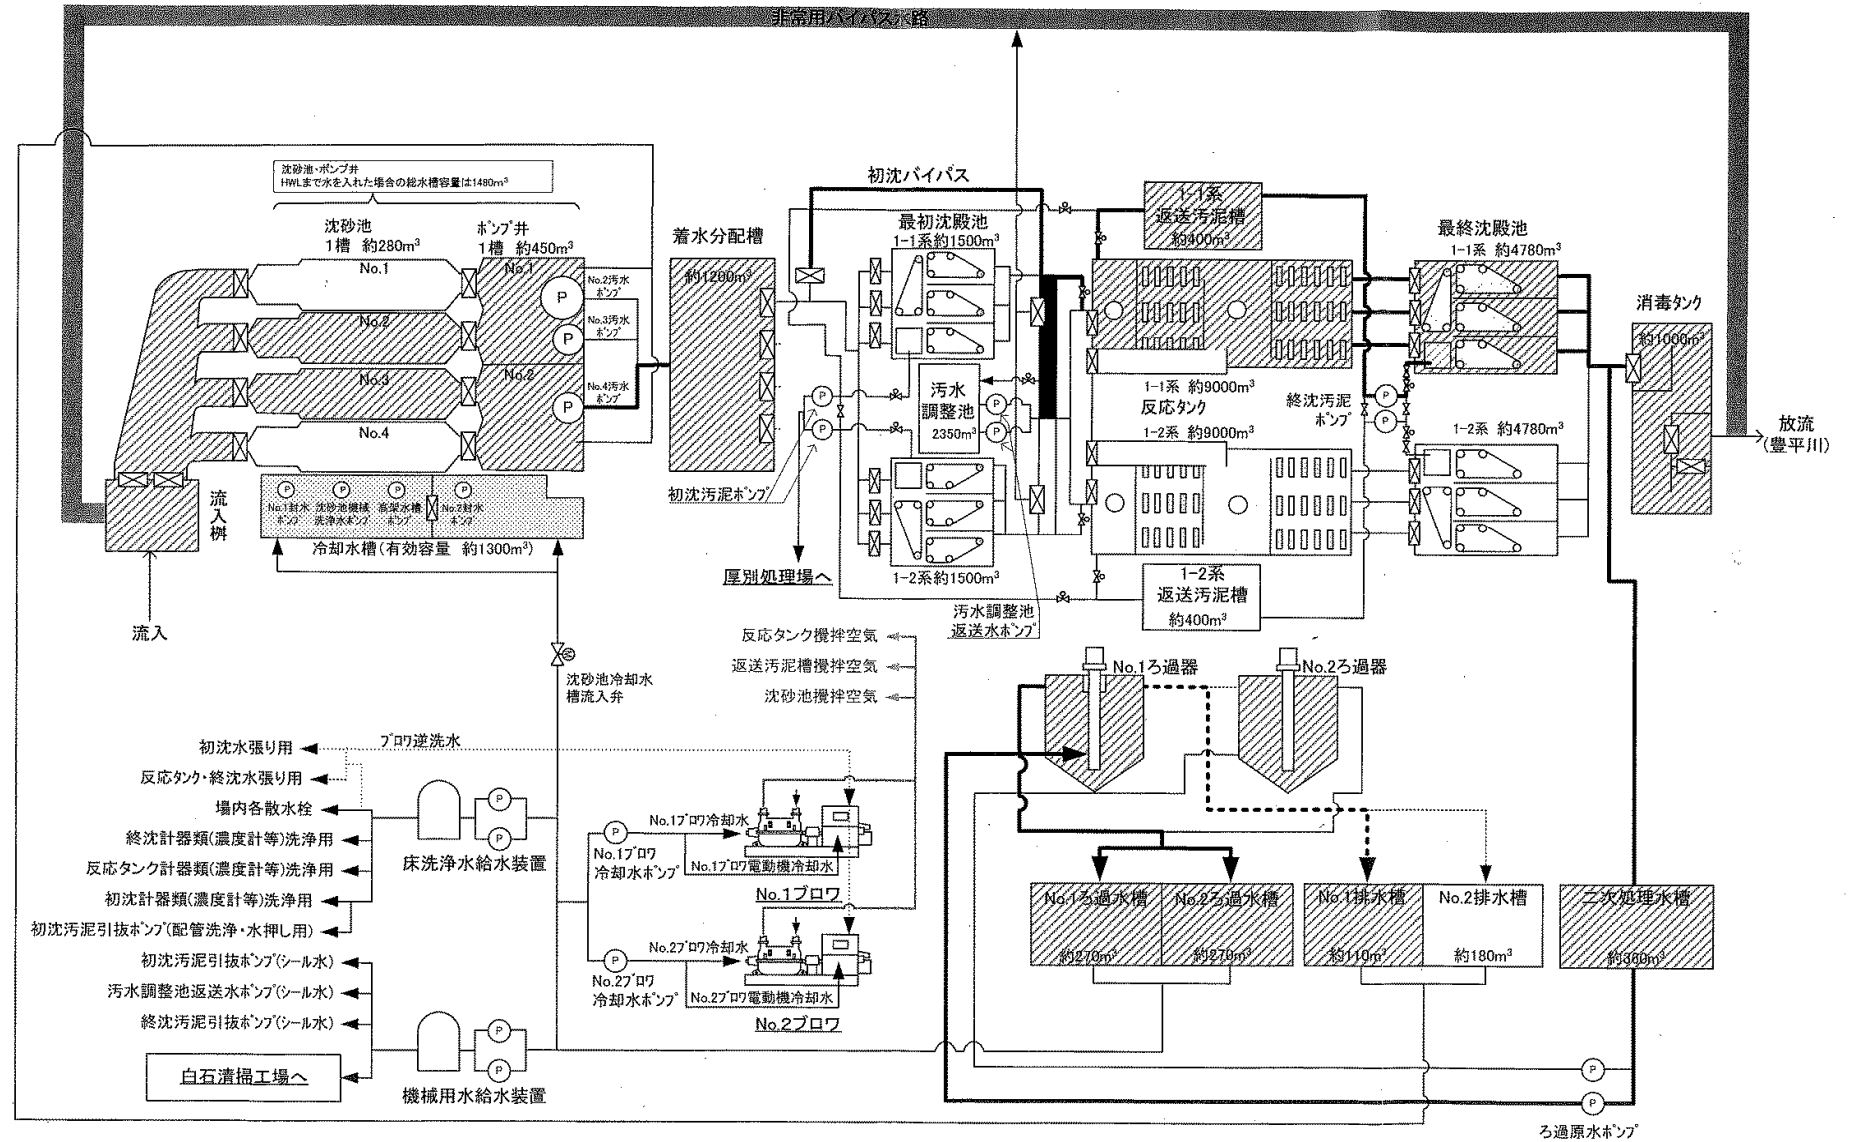 非常用バイパス水路
沈砂池・ポンプ井
HWLまで水を入れた場合の総水槽容量は1480m³
沈砂池
1槽 約280m³
ポンプ井
1槽 約450m³
No.1
No.2
No.3
No.4
No.1
No.2
P
P
P
No.2汚水
ポンプ
No.3汚水
ポンプ
No.4汚水
ポンプ
流入桝
流入
P
P
P
P
No.1封水
ポンプ
沈砂池機械
洗浄水ポンプ
高架水槽
ポンプ
No.2封水
ポンプ
冷却水槽(有効容量 約1300m³)
着水分配槽
約1200m³
初沈バイパス
最初沈殿池
1-1系約1500m³
汚水
調整池
2350m³
P
P
P
P
初沈汚泥ポンプ
厚別処理場へ
1-2系約1500m³
汚水調整池
返送水ポンプ
1-1系
返送汚泥槽
約400m³
1-1系 約9000m³
反応タンク
1-2系 約9000m³
1-2系
返送汚泥槽
約400m³
終沈汚泥
ポンプ
P
P
最終沈殿池
1-1系 約4780m³
1-2系 約4780m³
消毒タンク
約1000m³
放流
(豊平川)
沈砂池冷却水
槽流入弁
M
反応タンク攪拌空気
返送汚泥槽攪拌空気
沈砂池攪拌空気
No.1ろ過器
No.2ろ過器
初沈水張り用
ブロワ逆洗水
反応タンク・終沈水張り用
場内各散水栓
終沈計器類(濃度計等)洗浄用
反応タンク計器類(濃度計等)洗浄用
初沈計器類(濃度計等)洗浄用
初沈汚泥引抜ポンプ(配管洗浄・水押し用)
P
P
床洗浄水給水装置
初沈汚泥引抜ポンプ(シール水)
汚水調整池返送水ポンプ(シール水)
終沈汚泥引抜ポンプ(シール水)
白石清掃工場へ
P
P
機械用水給水装置
P
No.1ブロワ
冷却水ポンプ
No.1ブロワ冷却水
No.1ブロワ電動機冷却水
No.1ブロワ
P
No.2ブロワ
冷却水ポンプ
No.2ブロワ冷却水
No.2ブロワ電動機冷却水
No.2ブロワ
No.1ろ過水槽
約270m³
No.2ろ過水槽
約270m³
No.1排水槽
約110m³
No.2排水槽
約180m³
二次処理水槽
約360m³
P
P
ろ過原水ポンプ